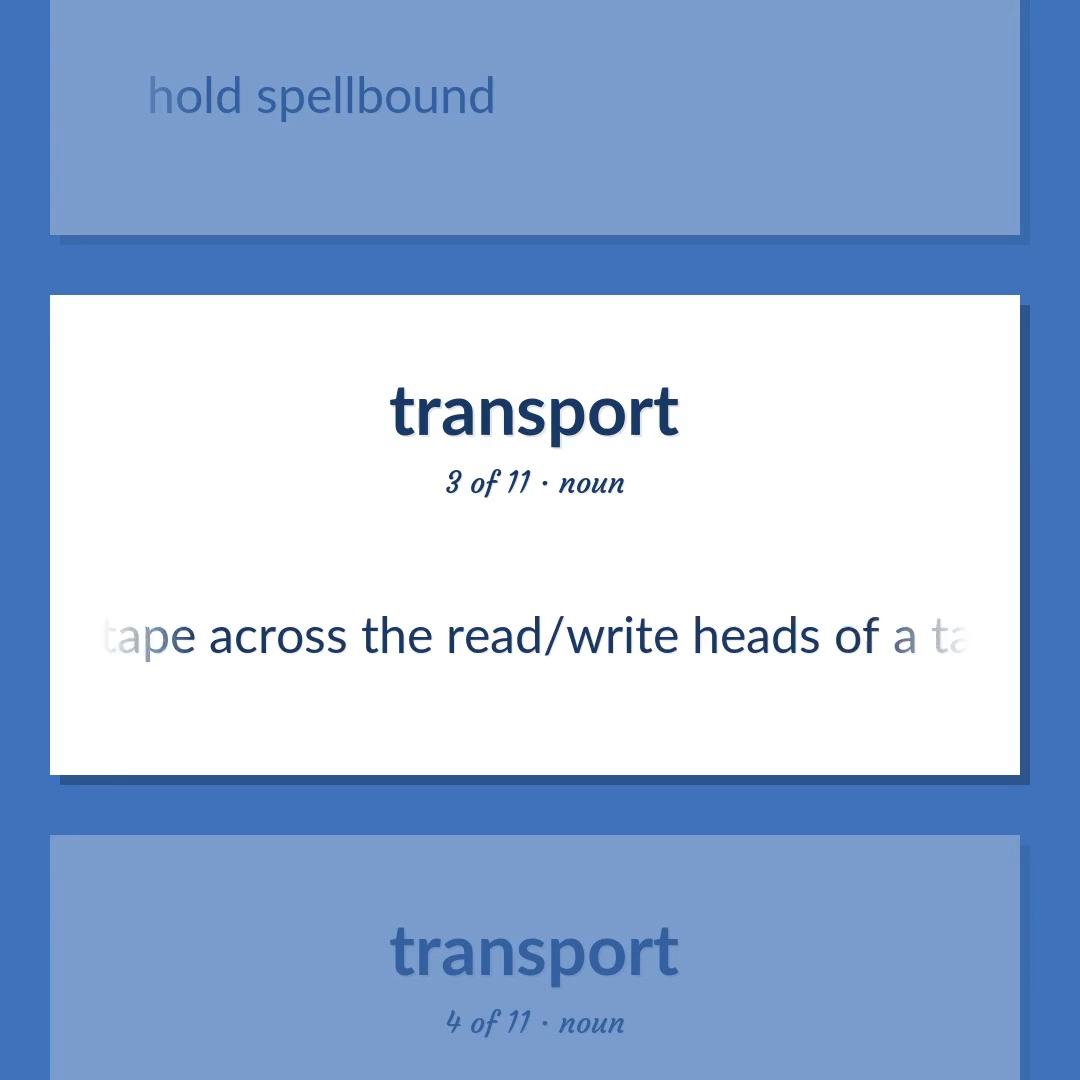 hold spellbound
transport
3 of 11 · noun
tape across the read/write heads of a
transport
4 of 11 · noun